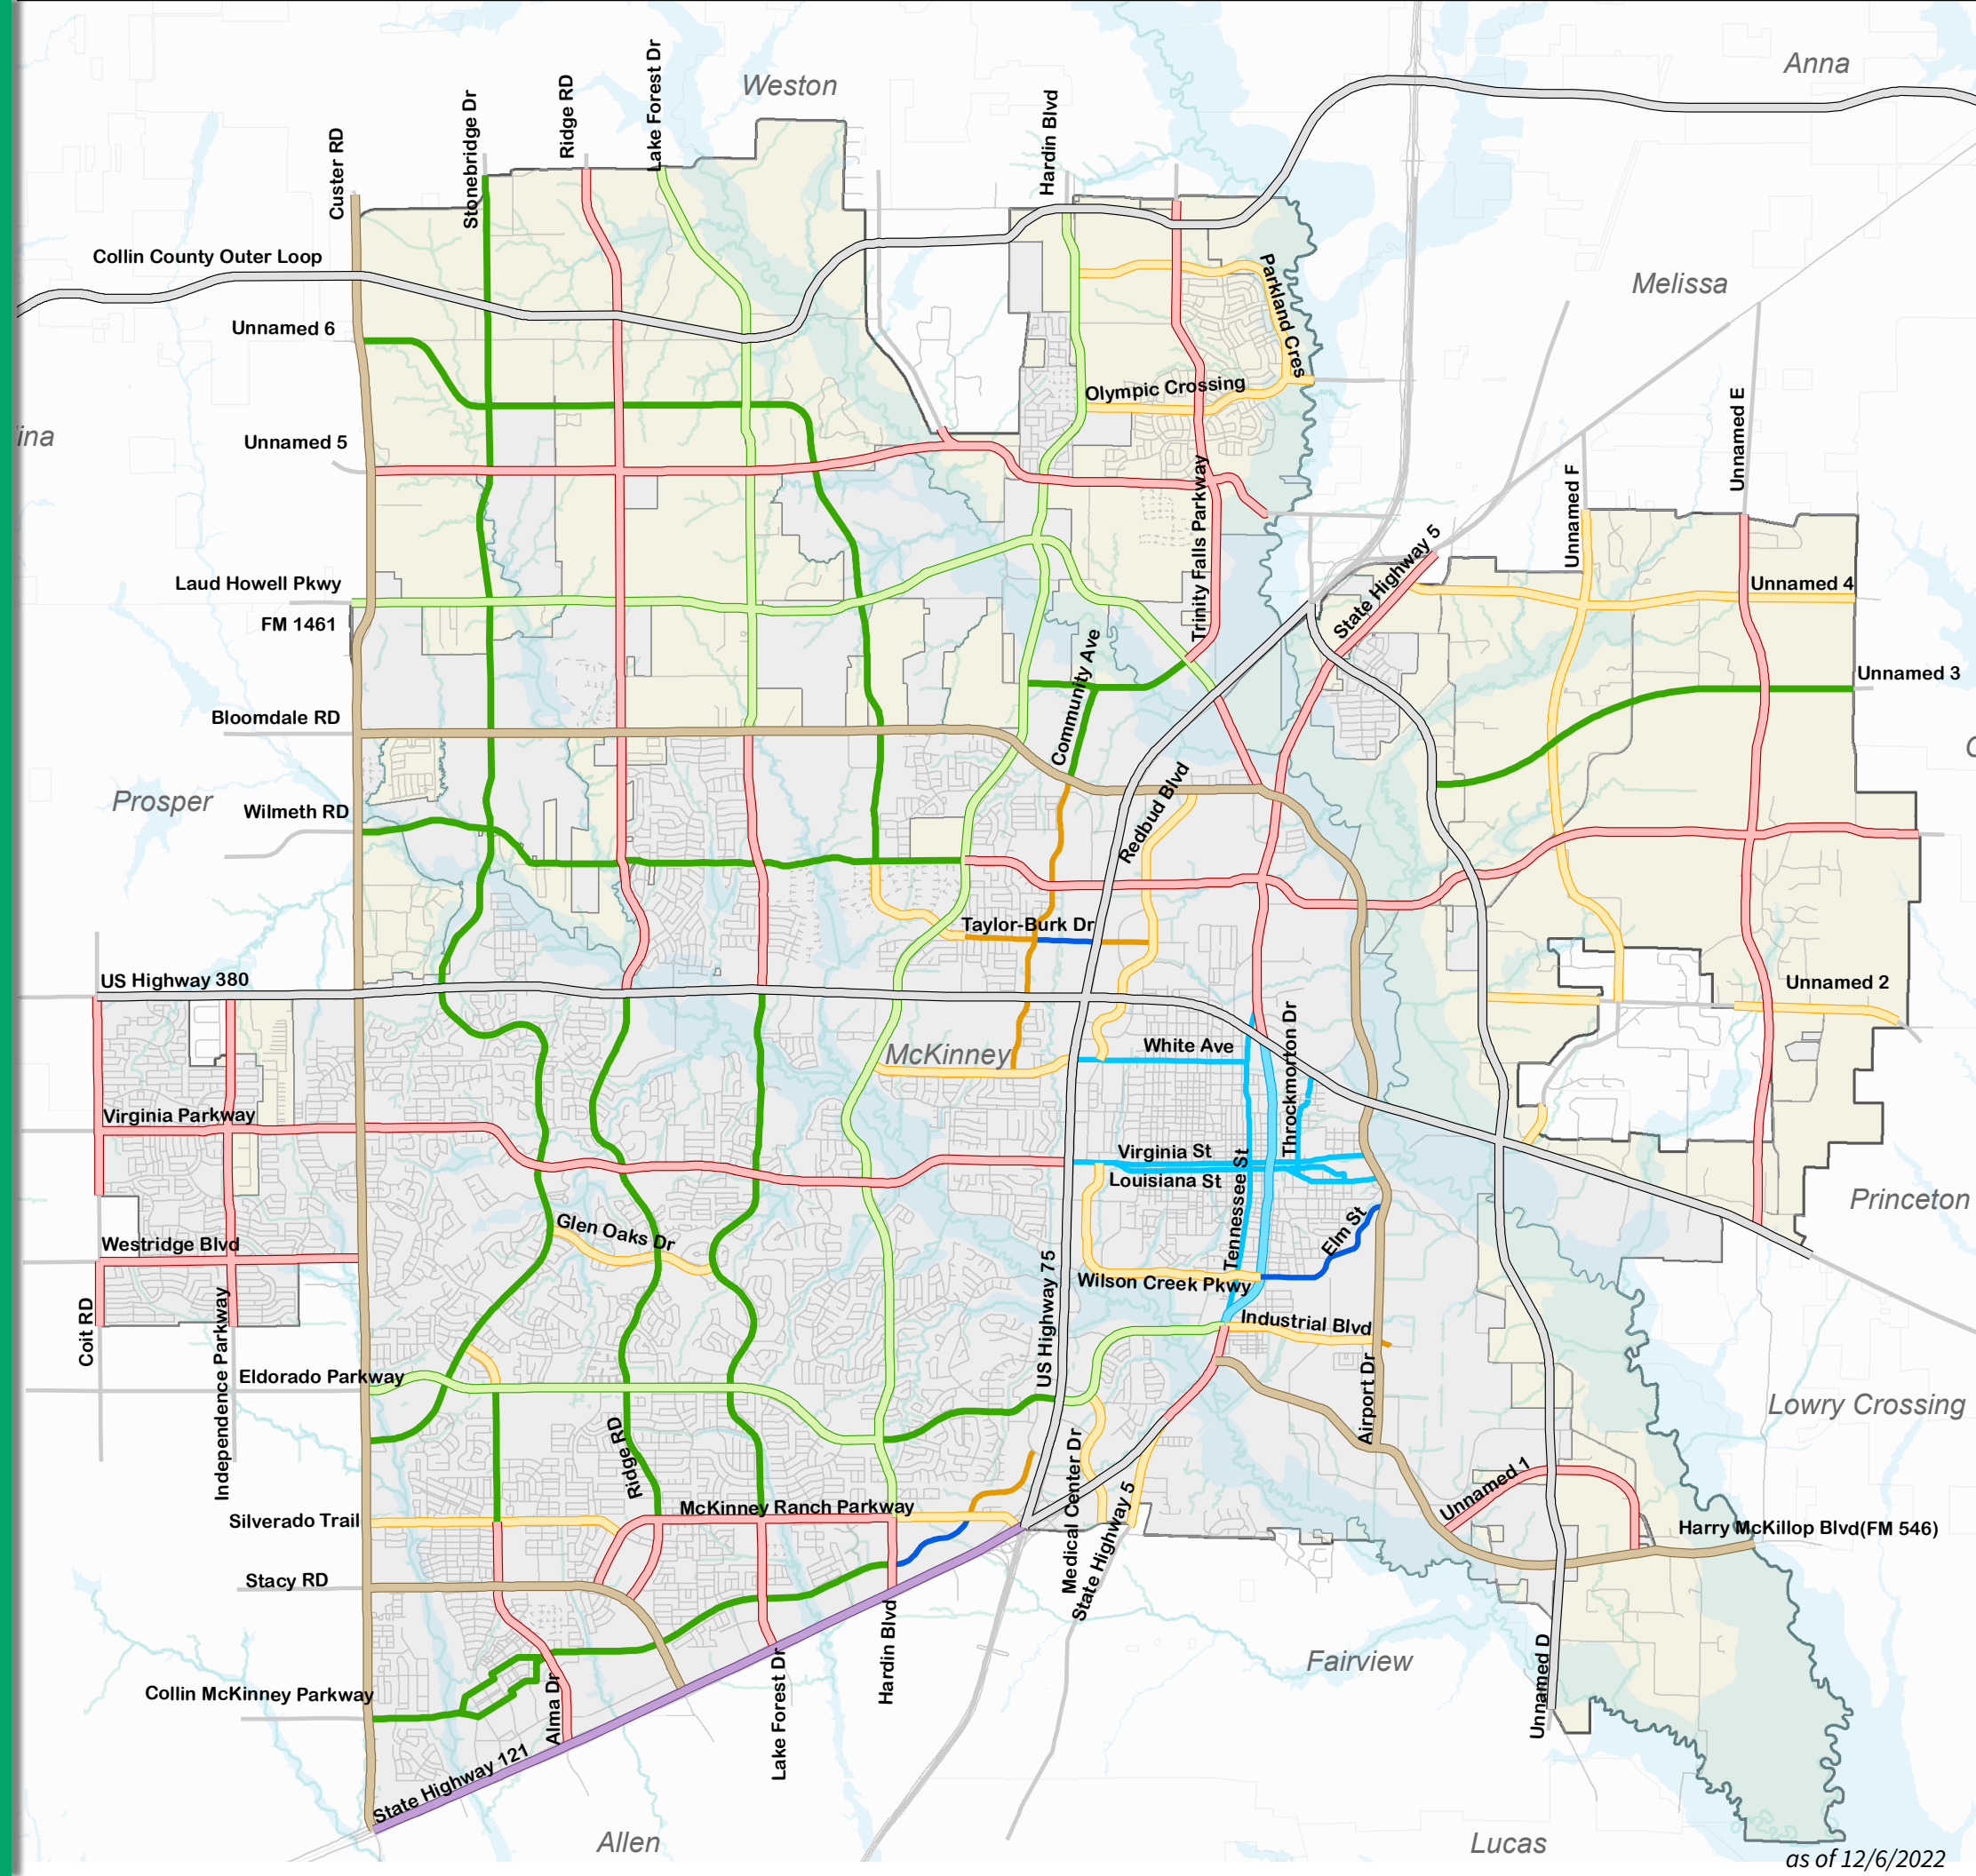 Anna
Weston
Custer RD
Stonebridge Dr
Ridge RD
Lake Forest Dr
Hardin Blvd
Collin County Outer Loop
Parkland Cres
Melissa
Unnamed 6
Olympic Crossing
Unnamed E
ina
Unnamed 5
Trinity Falls Parkway
Unnamed F
State Highway 5
Laud Howell Pkwy
Unnamed 4
FM 1461
Community Ave
Unnamed 3
Bloomdale RD
C
Prosper
Redbud Blvd
Wilmeth RD
Taylor-Burk Dr
US Highway 380
Unnamed 2
McKinney
White Ave
Throckmorton Dr
Virginia Parkway
Virginia St
Louisiana St
Tennessee St
Princeton
Glen Oaks Dr
Elm St
Westridge Blvd
Wilson Creek Pkwy
US Highway 75
Industrial Blvd
Coit RD
Independence Parkway
Eldorado Parkway
Airport Dr
Lowry Crossing
Ridge RD
Medical Center Dr
State Highway 5
Unnamed 1
McKinney Ranch Parkway
Silverado Trail
Harry McKillop Blvd(FM 546)
Stacy RD
Hardin Blvd
Lake Forest Dr
Fairview
Unnamed D
Collin McKinney Parkway
Alma Dr
State Highway 121
Allen
Lucas
as of 12/6/2022